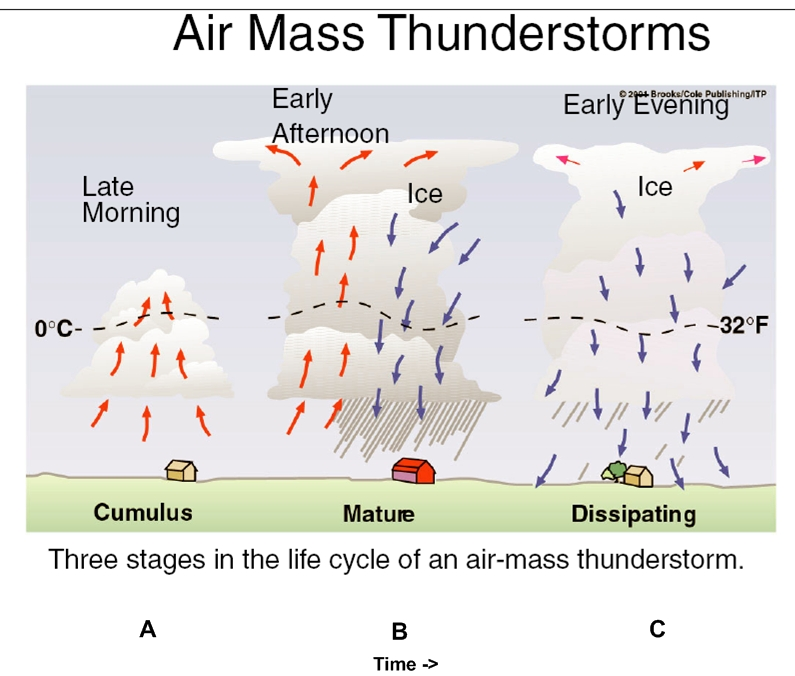 Air Mass Thunderstorms
© 2001 Brooks/Cole Publishing/ITP
Early
Afternoon
Early Evening
Late
Morning
Ice
Ice
0°C-
32°F
Cumulus
Mature
Dissipating
Three stages in the life cycle of an air-mass thunderstorm.
A
B
C
Time ->